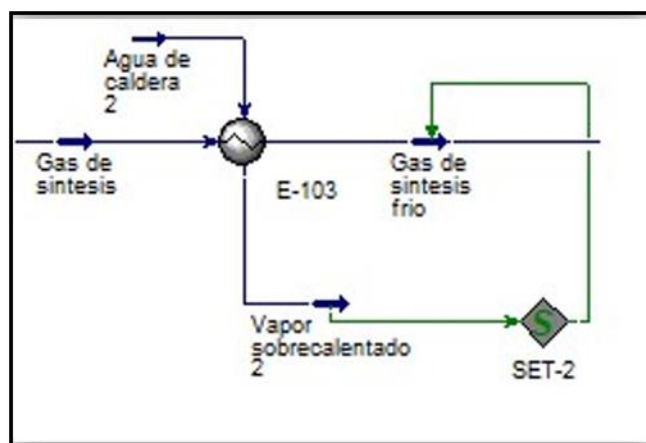 Agua de
caldera
2
Gas de
sintesis
E-103
Gas de
sintesis
frio
Vapor
sobrecalentado
2
S
SET-2